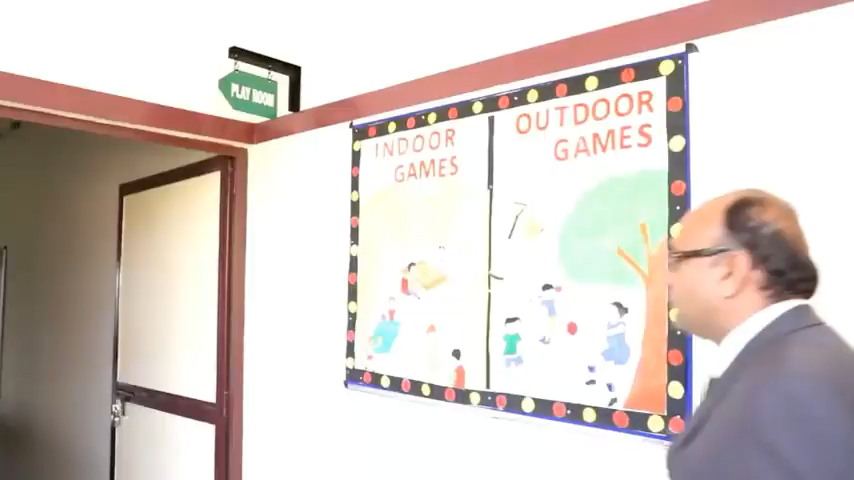 PLAY ROOM
INDOOR
GAMES
OUTDOOR
GAMES